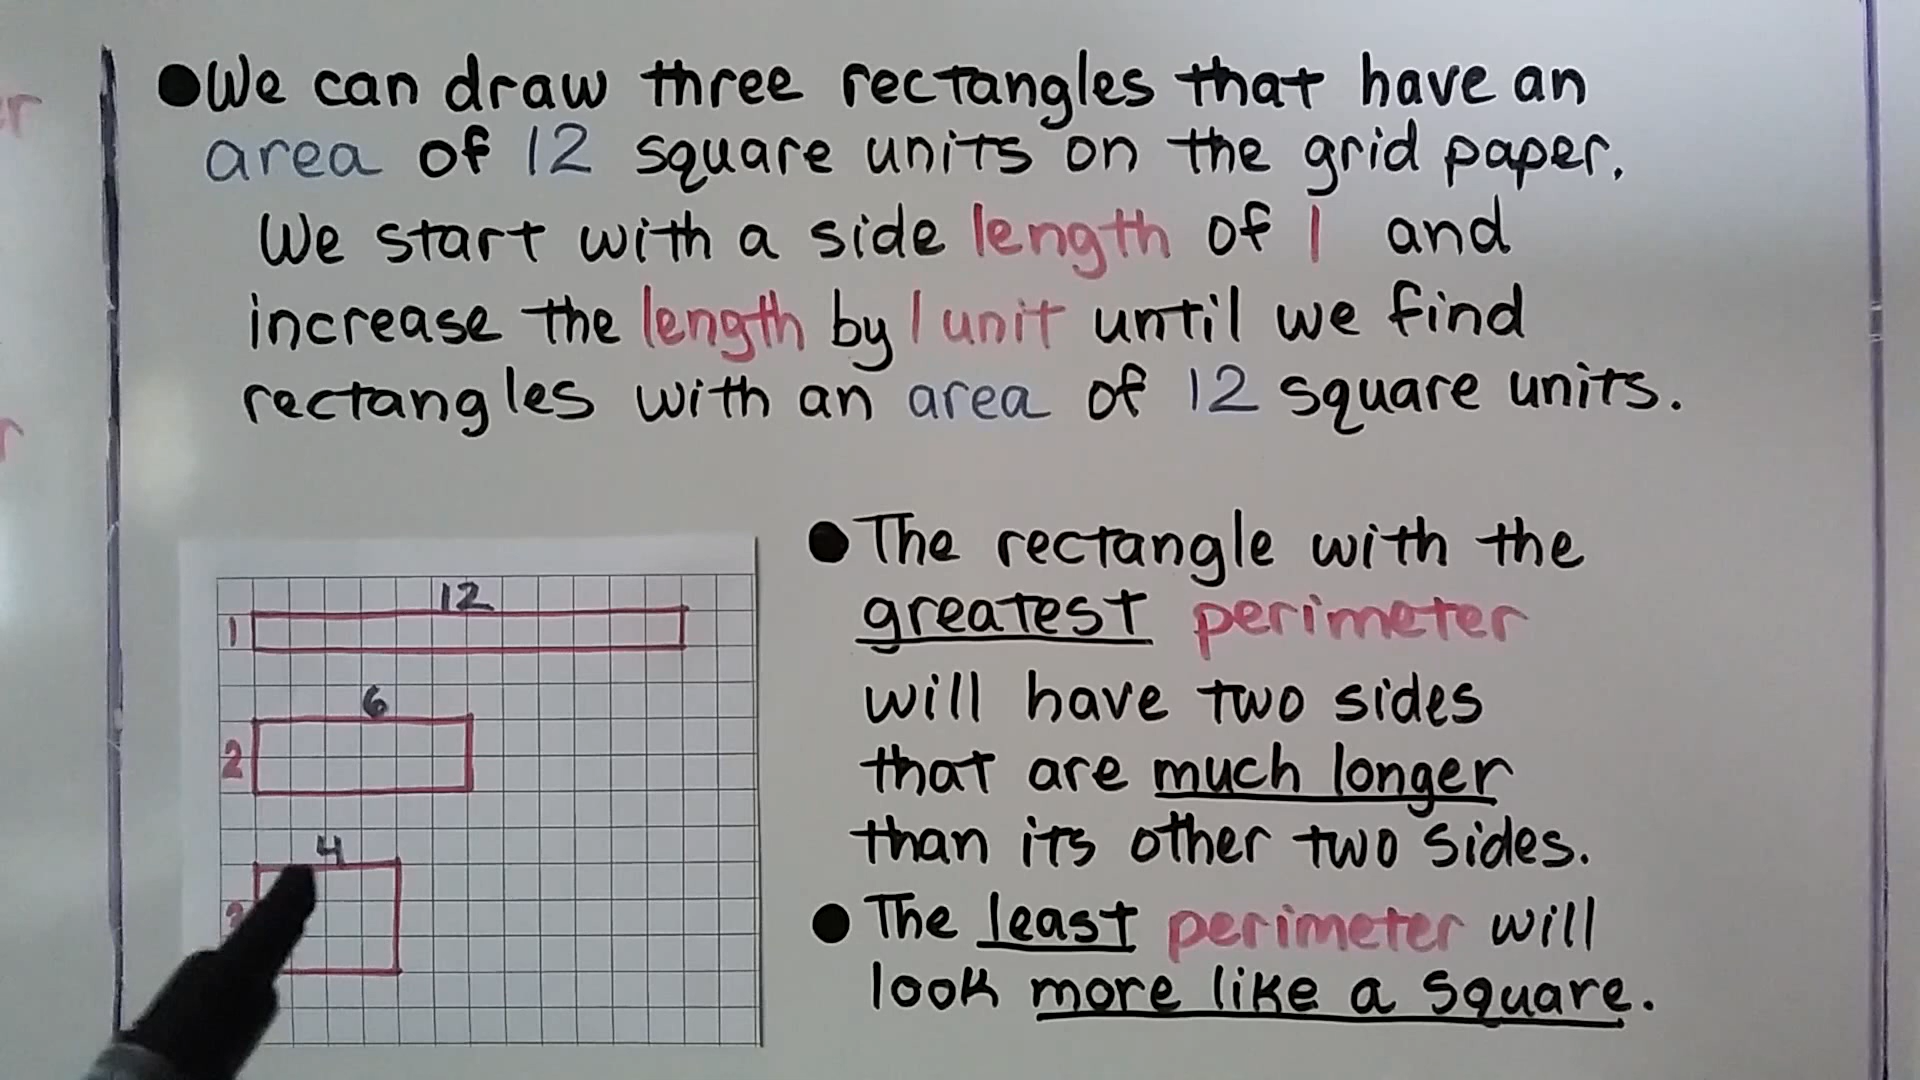 ●We can draw three rectangles that have an
area of 12 square units on the grid paper.
We start with a side length of 1 and
increase the length by 1 unit until we find
rectangles with an area of 12 square units.
12
1
6
2
4
● The rectangle with the
greatest perimeter
will have two sides
that are much longer
than its other two sides.
● The least perimeter will
look more like a square.